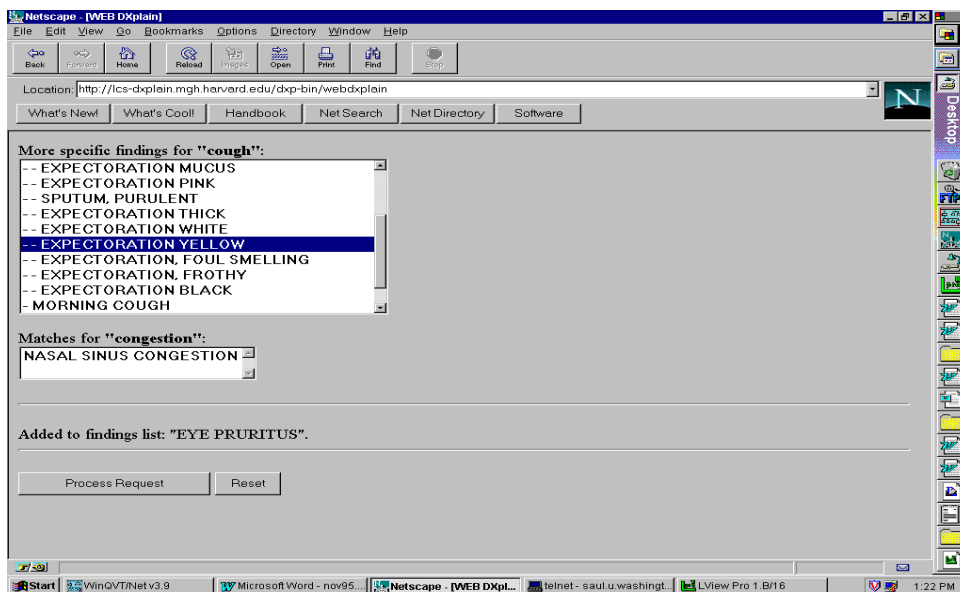 Netscape - [WEB DXplain]
File Edit View Go Bookmarks Options Directory Window Help
Back Forward Home Reload Images Open Print Find Stop
Location: http://lcs-dxplain.mgh.harvard.edu/dxp-bin/webdxplain
N
What's New! What's Cool! Handbook Net Search Net Directory Software
Desktop
More specific findings for "cough":
-- EXPECTORATION MUCUS
-- EXPECTORATION PINK
-- SPUTUM, PURULENT
-- EXPECTORATION THICK
-- EXPECTORATION WHITE
-- EXPECTORATION YELLOW
-- EXPECTORATION, FOUL SMELLING
-- EXPECTORATION, FROTHY
-- EXPECTORATION BLACK
- MORNING COUGH
FTP
Matches for "congestion":
NASAL SINUS CONGESTION
Added to findings list: "EYE PRURITUS".
Process Request Reset
Start WinQVT/Net v3.9 Microsoft Word - nov95.... Netscape - [WEB DXpl... telnet - saul.u.washingt... LView Pro 1.B/16 1:22 PM